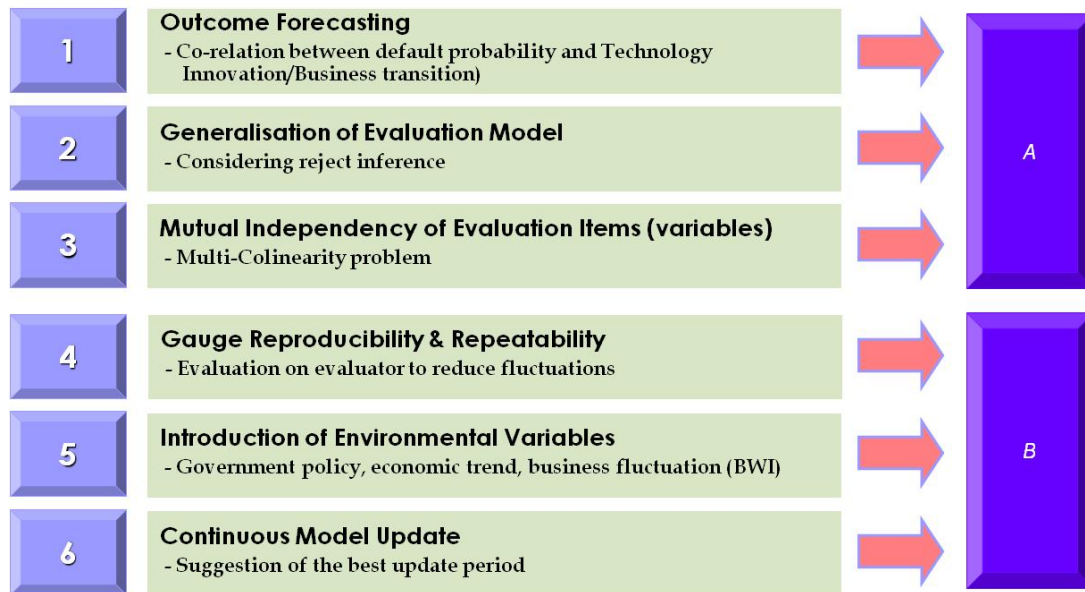 1
Outcome Forecasting
- Co-relation between default probability and Technology
Innovation/Business transition)
2
Generalisation of Evaluation Model
- Considering reject inference
3
Mutual Independency of Evaluation Items (variables)
- Multi-Colinearity problem
A
4
Gauge Reproducibility & Repeatability
- Evaluation on evaluator to reduce fluctuations
5
Introduction of Environmental Variables
- Government policy, economic trend, business fluctuation (BWI)
6
Continuous Model Update
- Suggestion of the best update period
B